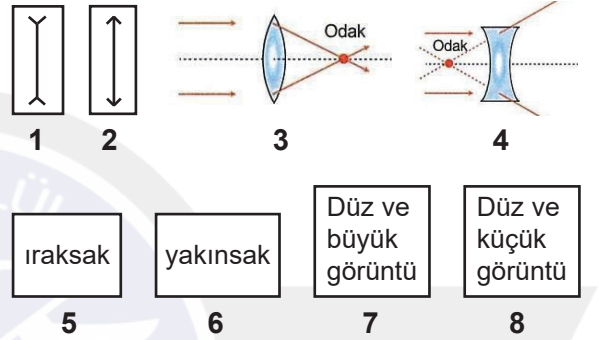 Odak
Odak
1
2
3
4
ıraksak
yakınsak
Düz ve
büyük
görüntü
Düz ve
küçük
görüntü
5
6
7
8